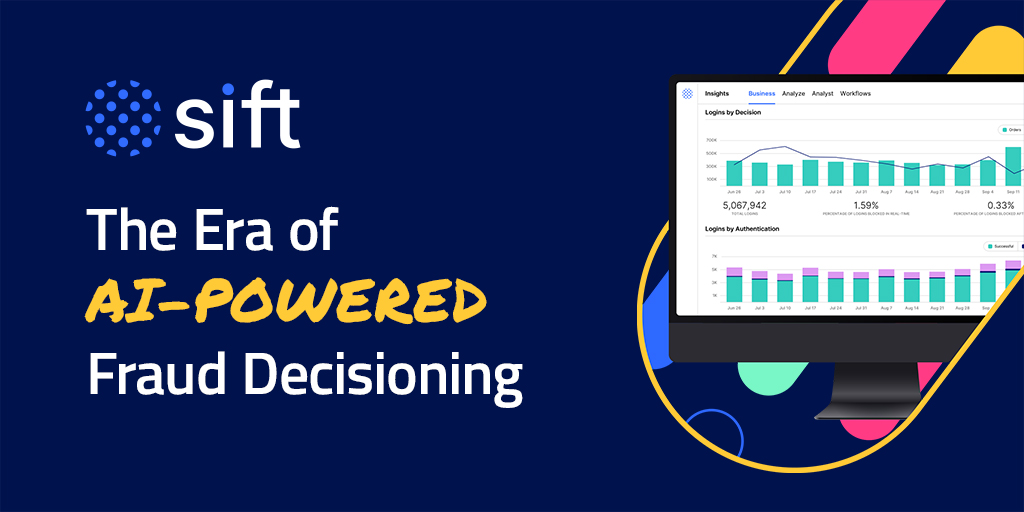 sift
The Era of
AI-POWERED
Fraud Decisioning
Insights Business Analyze Analyst Workflows
Logins by Decision
Orders
700K
500K
300K
100K
Jun 28 Jul 3 Jul 10 Jul 17 Jul 24 Jul 31 Aug 7 Aug 14 Aug 21 Aug 28 Sep 4 Sep 11
5,067,942 1.59% 0.33%
TOTAL LOGINS PERCENTAGE OF LOGINS BLOCKED IN REAL-TIME PERCENTAGE OF LOGINS BLOCKED
Logins by Authentication
Successful
7K
5K
3K
1K
Jun 28 Jul 3 Jul 10 Jul 17 Jul 24 Jul 31 Aug 7 Aug 14 Aug 21 Aug 28 Sep 4 Sep 11